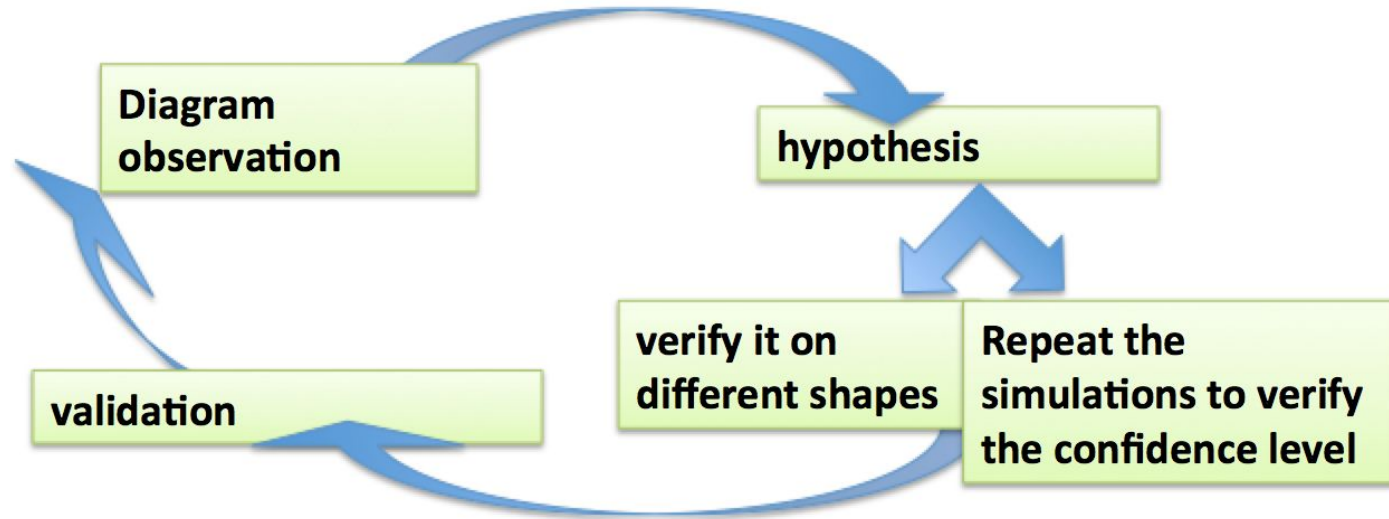 Diagram
observation
hypothesis
verify it on
different shapes
Repeat the
simulations to verify
the confidence level
validation